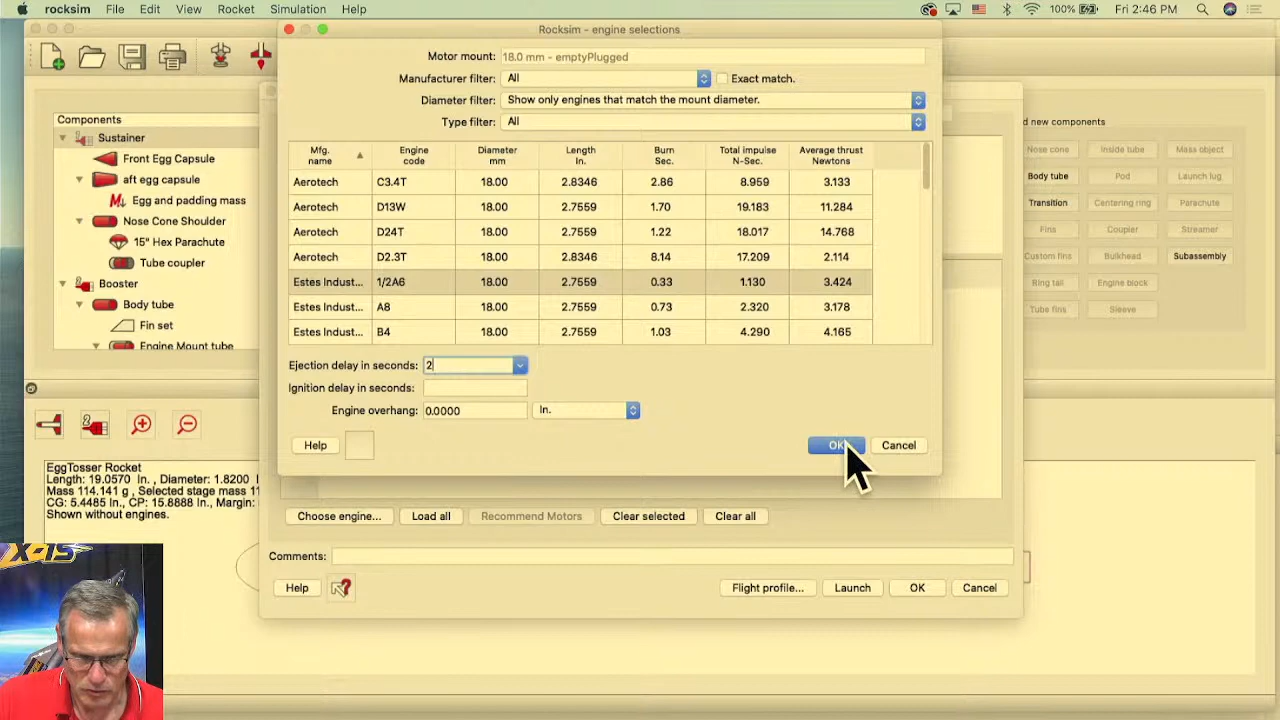 rocksim File Edit View Rocket Simulation Help 100% Fri 2:46 PM
Rocksim - engine selections
Motor mount: 18.0 mm - emptyPlugged
Manufacturer filter: All Exact match.
Diameter filter: Show only engines that match the mount diameter.
Type filter: All
Mfg. name Engine code Diameter mm Length In. Burn Sec. Total impulse N-Sec. Average thrust Newtons
Aerotech C3.4T 18.00 2.8346 2.86 8.959 3.133
Aerotech D13W 18.00 2.7559 1.70 19.183 11.284
Aerotech D24T 18.00 2.7559 1.22 18.017 14.768
Aerotech D2.3T 18.00 2.8346 8.14 17.209 2.114
Estes Indust... 1/2A6 18.00 2.7559 0.33 1.130 3.424
Estes Indust... A8 18.00 2.7559 0.73 2.320 3.178
Estes Indust... B4 18.00 2.7559 1.03 4.290 4.165
Ejection delay in seconds: 2
Ignition delay in seconds:
Engine overhang: 0.0000 In.
Help OK Cancel
Components
Sustainer
Front Egg Capsule
aft egg capsule
Egg and padding mass
Nose Cone Shoulder
15" Hex Parachute
Tube coupler
Booster
Body tube
Fin set
Engine Mount tube
d new components
Nose cone Inside tube Mass object
Body tube Pod Launch lug
Transition Centering ring Parachute
Fins Coupler Streamer
Custom fins Bulkhead Subassembly
Ring tail Engine block
Tube fins Sleeve
EggTosser Rocket
Length: 19.0570 In. , Diameter: 1.8200
Mass 114.141 g , Selected stage mass 11
CG: 5.4485 In., CP: 15.8888 In., Margin:
Shown without engines.
Choose engine... Load all Recommend Motors Clear selected Clear all
Comments:
Help Flight profile... Launch OK Cancel
X-15